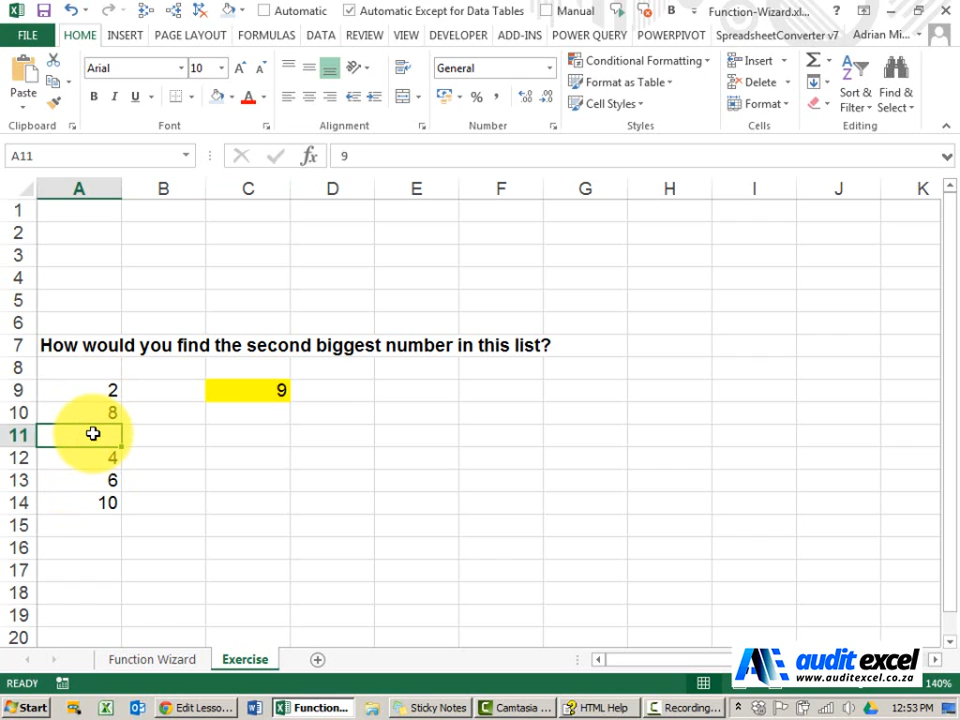 Automatic Automatic Except for Data Tables Manual B Function-Wizard.xl... ?
FILE HOME INSERT PAGE LAYOUT FORMULAS DATA REVIEW VIEW DEVELOPER ADD-INS POWER QUERY POWERPIVOT SpreadsheetConverter v7 Adrian Mi...
Arial 10 A A General Conditional Formatting Insert Σ
Paste B I U A % , Format as Table Delete Sort & Find &
Cell Styles Format Filter Select
Clipboard Font Alignment Number Styles Cells Editing
A11 fx 9
A B C D E F G H I J K
1
2
3
4
5
6
7 How would you find the second biggest number in this list?
8
9 2 9
10 8
11
12 4
13 6
14 10
15
16
17
18
19
20
Function Wizard Exercise
audit excel
www.auditexcel.co.za
READY 140%
Start Edit Lesso... Function... Sticky Notes Camtasia ... HTML Help Recording... 12:53 PM